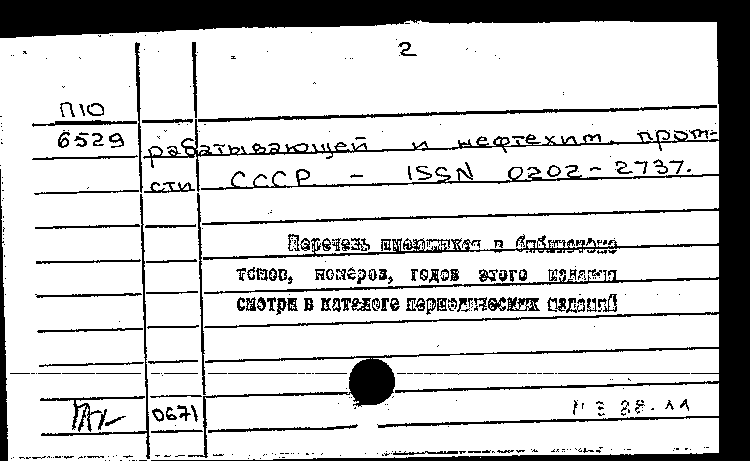 2
П10
6529
рабатывающей и нефтехим. пром-
сти СССР - ISSN 0202-2737.
Перечень имеющихся в библиотеке
томов, номеров, годов этого издания
смотри в каталоге периодических изданий
0671